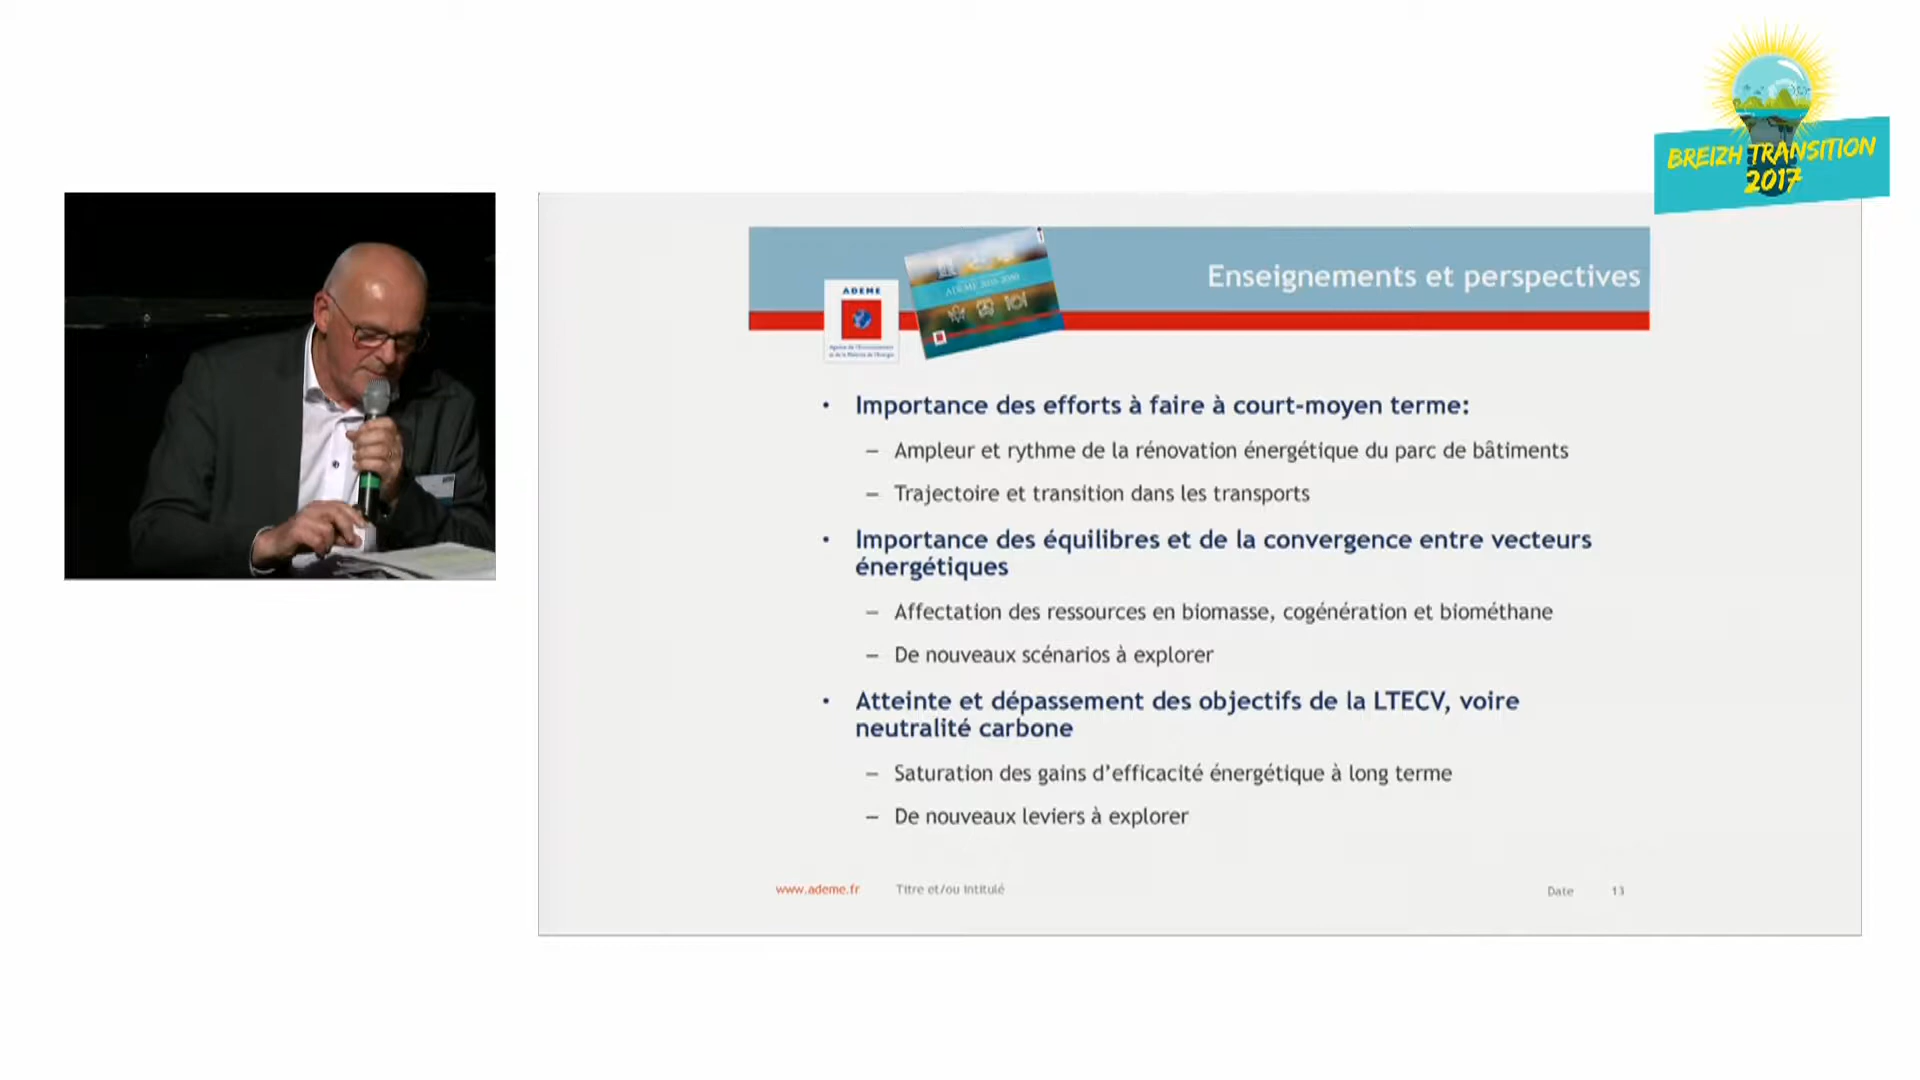 BREIZH TRANSITION
2017
Enseignements et perspectives
ADEME
Agence de l'Environnement
et de la Maîtrise de l'Energie
• Importance des efforts à faire à court-moyen terme:
– Ampleur et rythme de la rénovation énergétique du parc de bâtiments
– Trajectoire et transition dans les transports
• Importance des équilibres et de la convergence entre vecteurs
énergétiques
– Affectation des ressources en biomasse, cogénération et biométhane
– De nouveaux scénarios à explorer
• Atteinte et dépassement des objectifs de la LTECV, voire
neutralité carbone
– Saturation des gains d’efficacité énergétique à long terme
– De nouveaux leviers à explorer
www.ademe.fr Titre et/ou intitulé Date 13